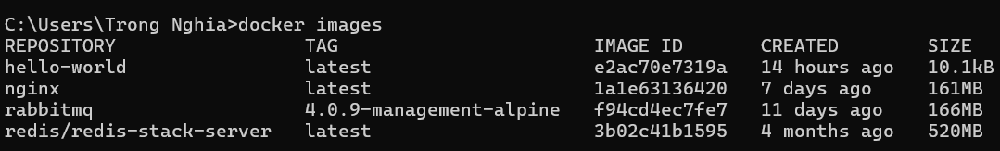 C:\Users\Trong Nghia>docker images
REPOSITORY TAG IMAGE ID CREATED SIZE
hello-world latest e2ac70e7319a 14 hours ago 10.1kB
nginx latest 1a1e63136420 7 days ago 161MB
rabbitmq 4.0.9-management-alpine f94cd4ec7fe7 11 days ago 166MB
redis/redis-stack-server latest 3b02c41b1595 4 months ago 520MB